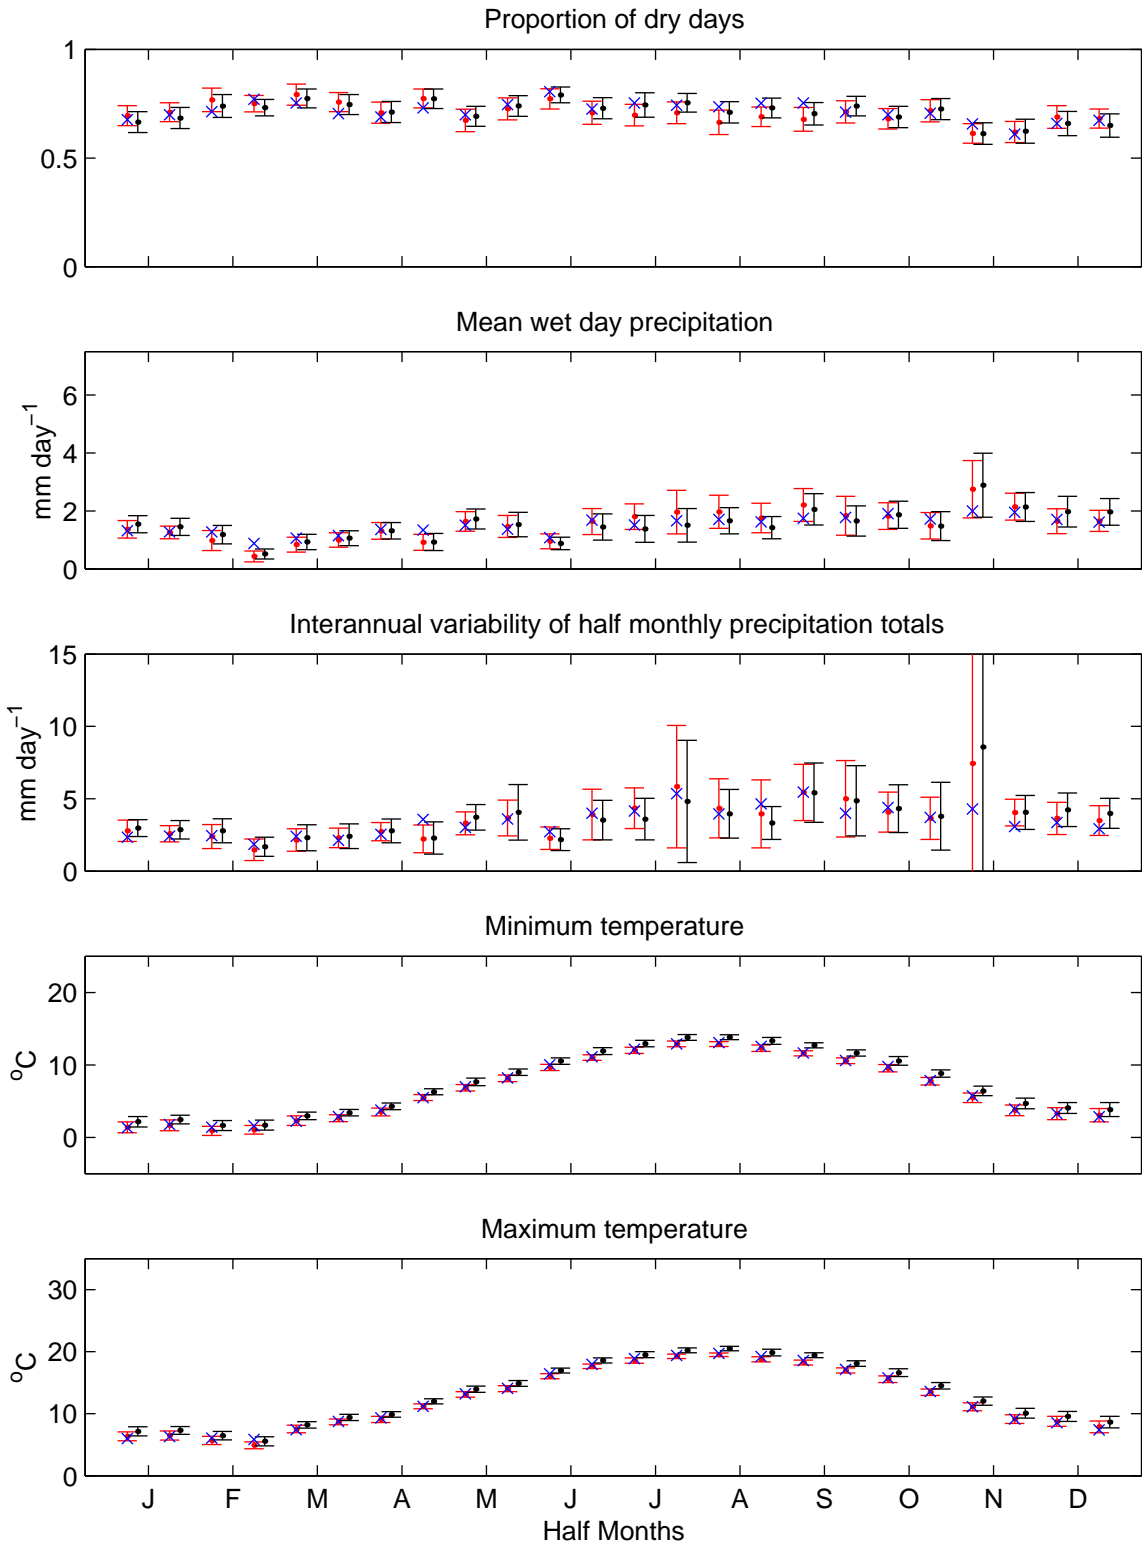 Proportion of dry days
1
0.5
0
Mean wet day precipitation
mm day⁻¹
6
4
2
0
Interannual variability of half monthly precipitation totals
mm day⁻¹
15
10
5
0
Minimum temperature
ºC
20
10
0
Maximum temperature
ºC
30
20
10
0
J F M A M J J A S O N D
Half Months